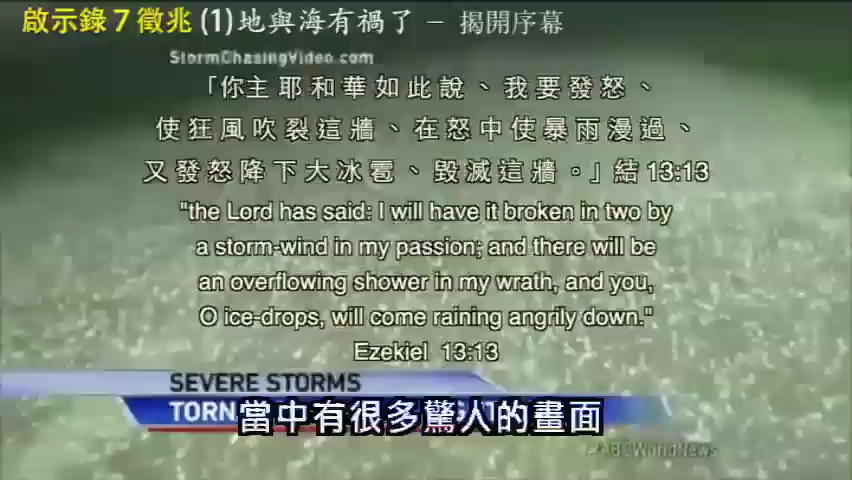 啟示錄 7 徵兆 (1)地與海有禍了 – 揭開序幕
StormChasingVideo.com
「你主耶和華如此說、我要發怒、
使狂風吹裂這牆、在怒中使暴雨漫過、
又發怒降下大冰雹、毀滅這牆。」結 13:13
"the Lord has said: I will have it broken in two by
a storm-wind in my passion; and there will be
an overflowing shower in my wrath, and you,
O ice-drops, will come raining angrily down."
Ezekiel 13:13
SEVERE STORMS
當中有很多驚人的畫面
#ABCWorldNews